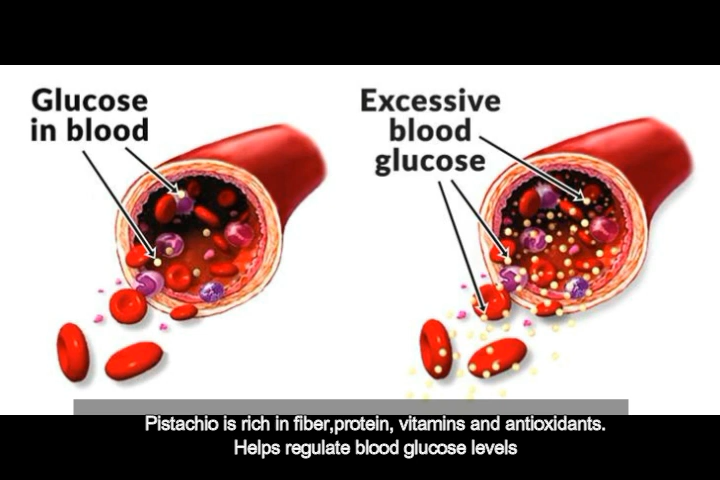 Glucose
in blood
Excessive
blood
glucose
Pistachio is rich in fiber,protein, vitamins and antioxidants.
Helps regulate blood glucose levels